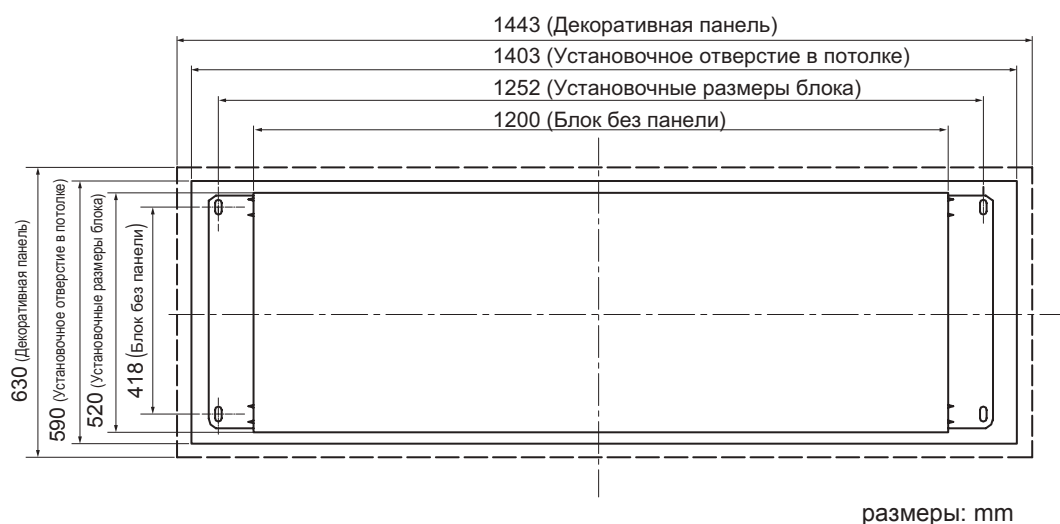 1443 (Декоративная панель)
1403 (Установочное отверстие в потолке)
1252 (Установочные размеры блока)
1200 (Блок без панели)
630 (Декоративная панель)
590 (Установочное отверстие в потолке)
520 (Установочные размеры блока)
418 (Блок без панели)
размеры: mm